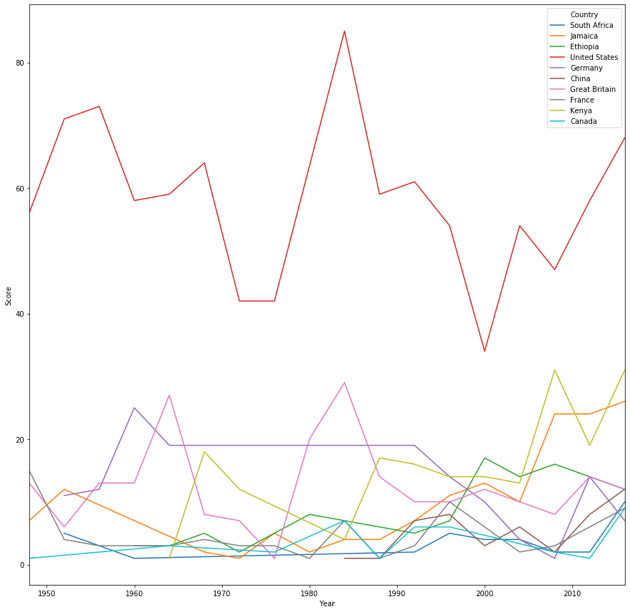 Country
South Africa
Jamaica
Ethiopia
United States
Germany
China
Great Britain
France
Kenya
Canada
80
60
40
20
0
Score
1950
1960
1970
1980
1990
2000
2010
Year